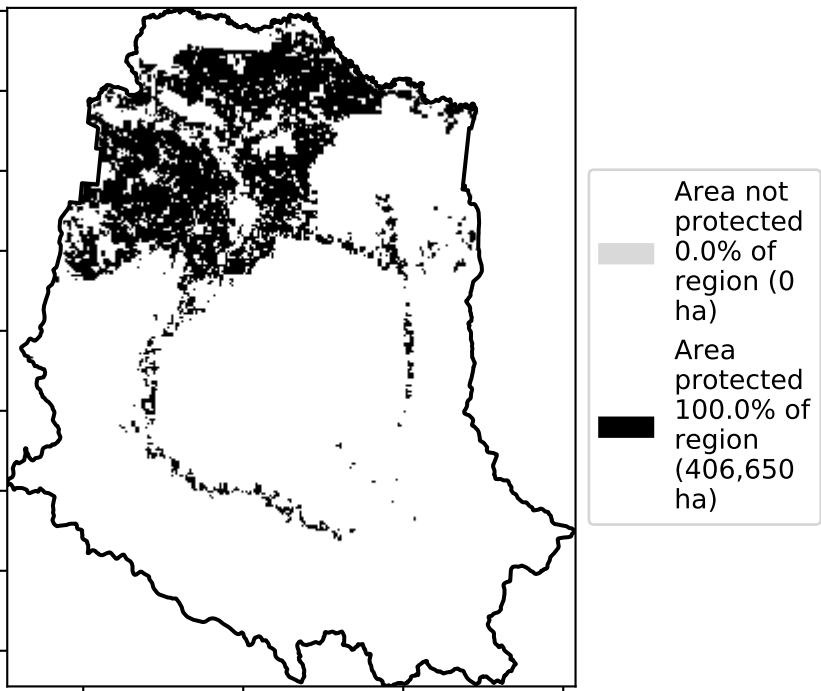 Area not
protected
0.0% of
region (0
ha)
Area
protected
100.0% of
region
(406,650
ha)